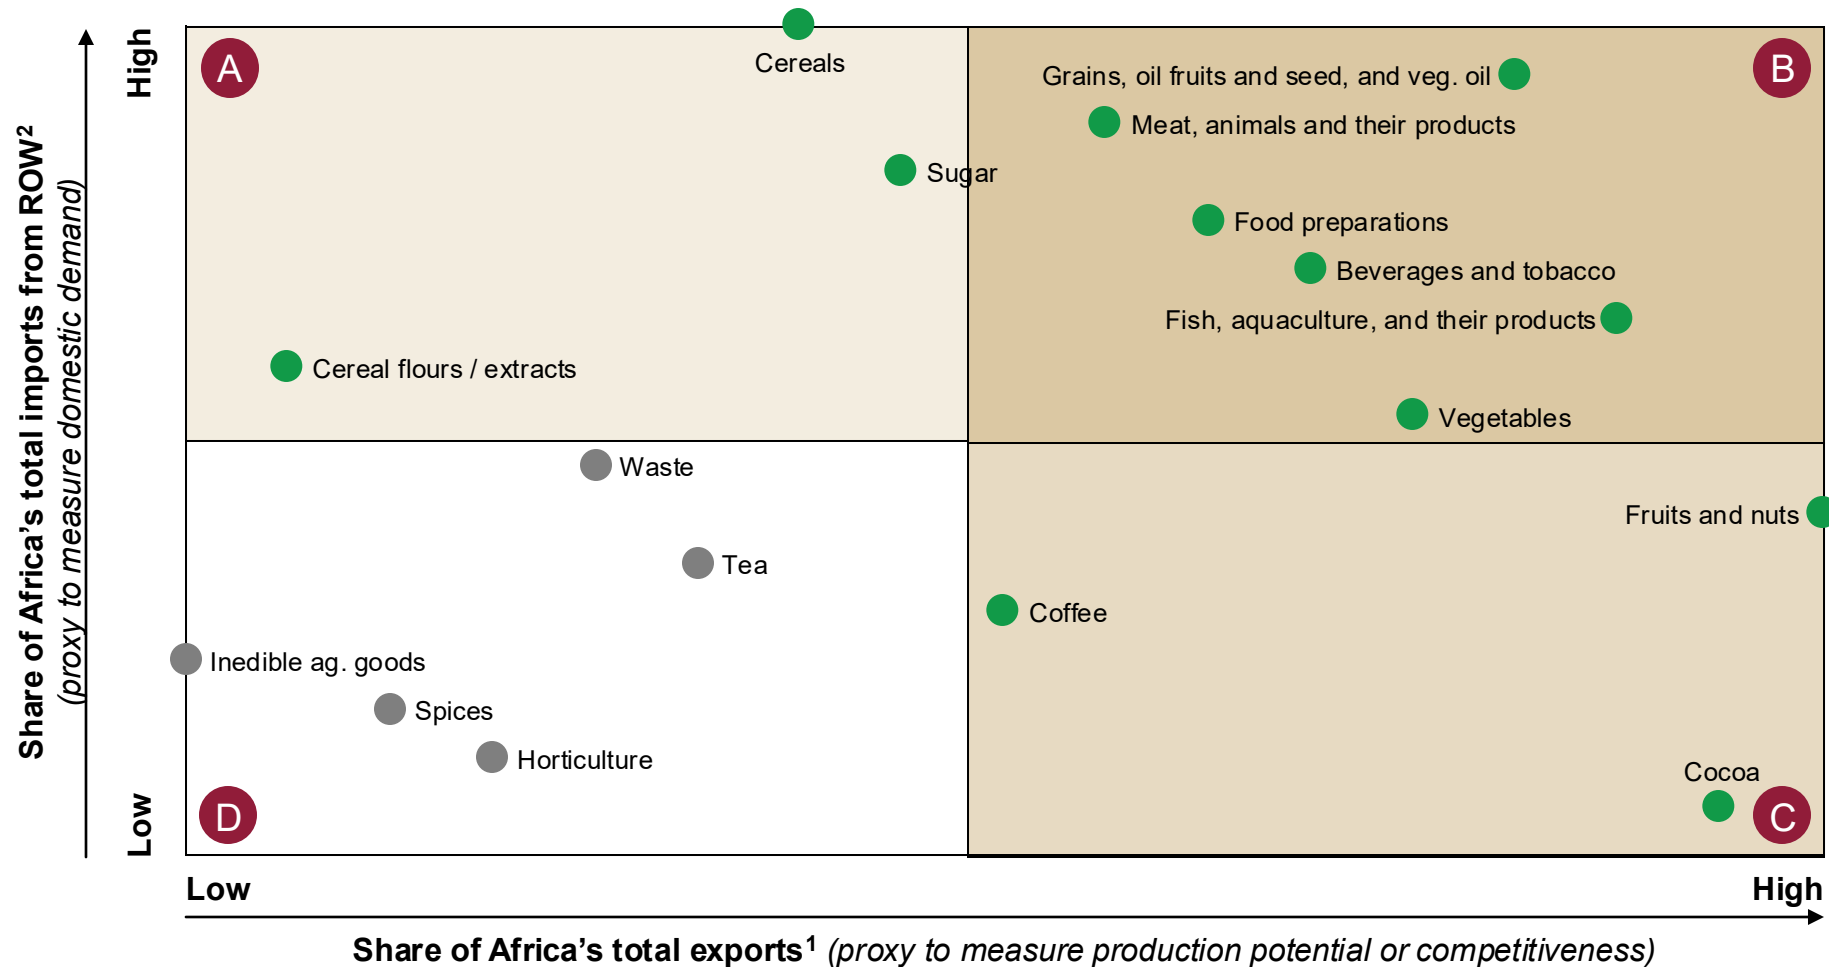 High
A
Cereals
B
Grains, oil fruits and seed, and veg. oil
Meat, animals and their products
Sugar
Food preparations
Beverages and tobacco
Fish, aquaculture, and their products
Cereal flours / extracts
Vegetables
Share of Africa's total imports from ROW²
(proxy to measure domestic demand)
Waste
Fruits and nuts
Tea
Coffee
Inedible ag. goods
Spices
Horticulture
Cocoa
D
C
Low
Low
High
Share of Africa's total exports¹ (proxy to measure production potential or competitiveness)